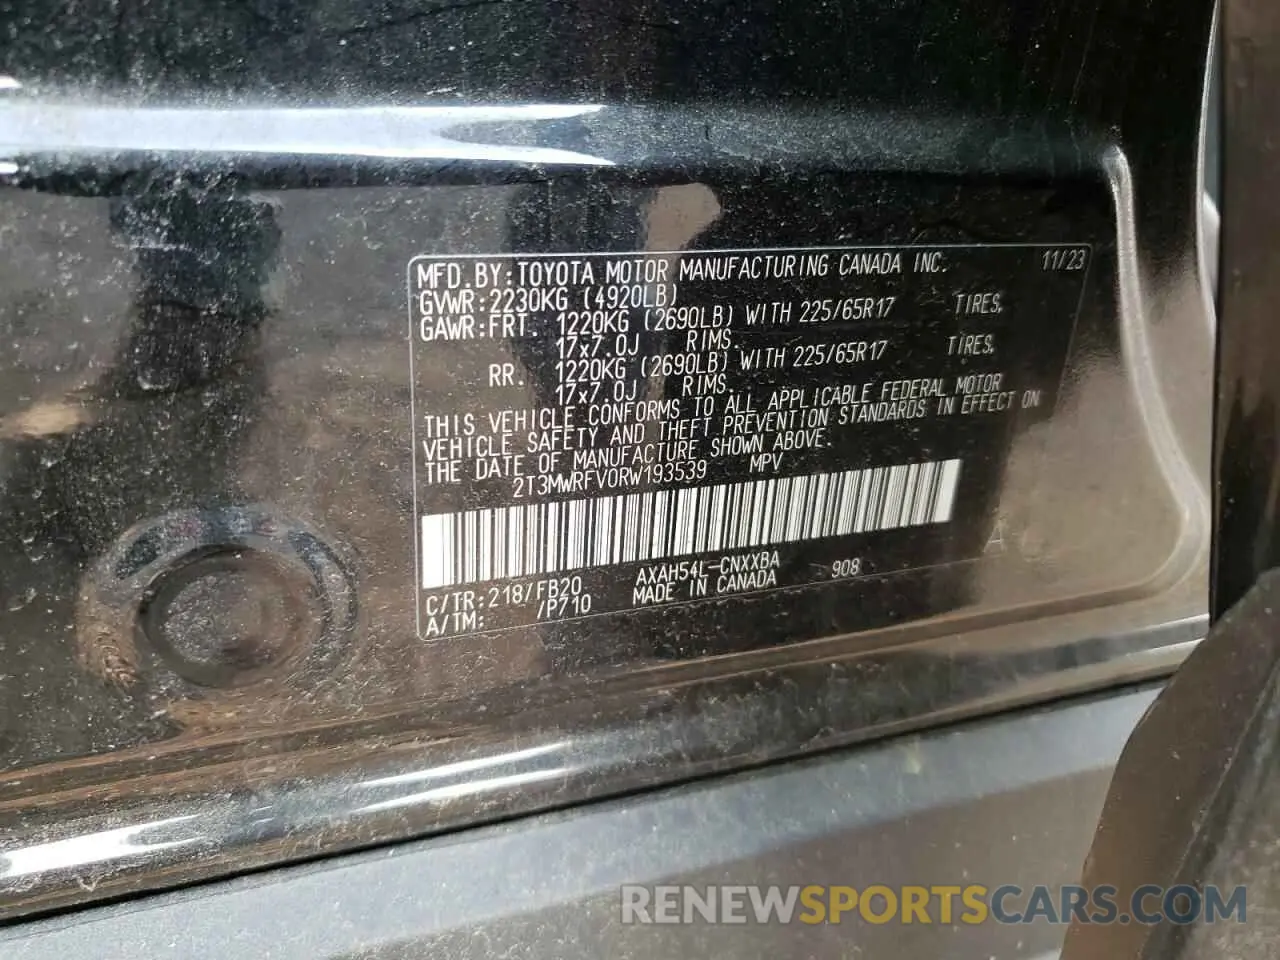 MFD.BY:TOYOTA MOTOR MANUFACTURING CANADA INC. 11/23
GVWR:2230KG (4920LB)
GAWR:FRT. 1220KG (2690LB) WITH 225/65R17 TIRES,
17x7.0J RIMS.
RR. 1220KG (2690LB) WITH 225/65R17 TIRES,
17x7.0J RIMS.
THIS VEHICLE CONFORMS TO ALL APPLICABLE FEDERAL MOTOR
VEHICLE SAFETY AND THEFT PREVENTION STANDARDS IN EFFECT ON
THE DATE OF MANUFACTURE SHOWN ABOVE.
2T3MWRFV0RW193539 MPV
C/TR:218/FB20 AXAH54L-CNXXBA 908
A/TM: /P710 MADE IN CANADA
A
RENEWSPORTSCARS.COM